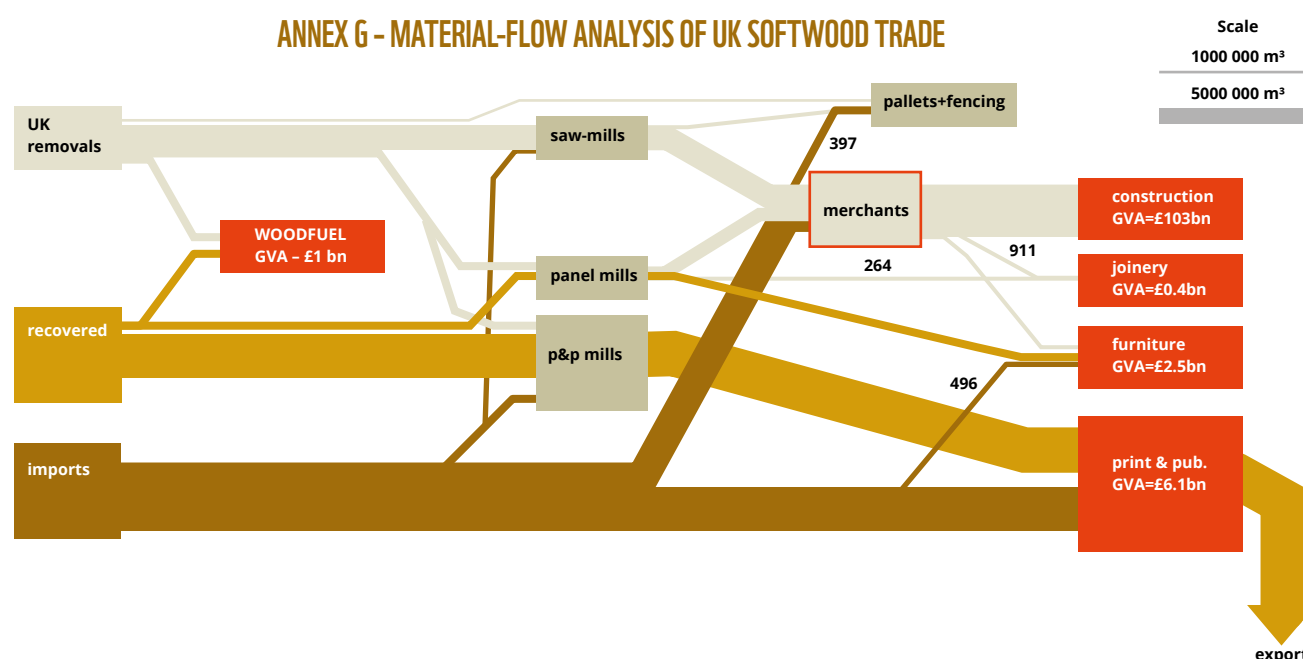 ANNEX G – MATERIAL-FLOW ANALYSIS OF UK SOFTWOOD TRADE
Scale
1000 000 m³
5000 000 m³
pallets+fencing
UK
removals
saw-mills
397
merchants
construction
GVA=£103bn
WOODFUEL
GVA – £1 bn
911
264
panel mills
joinery
GVA=£0.4bn
recovered
p&p mills
furniture
GVA=£2.5bn
496
imports
print & pub.
GVA=£6.1bn
export